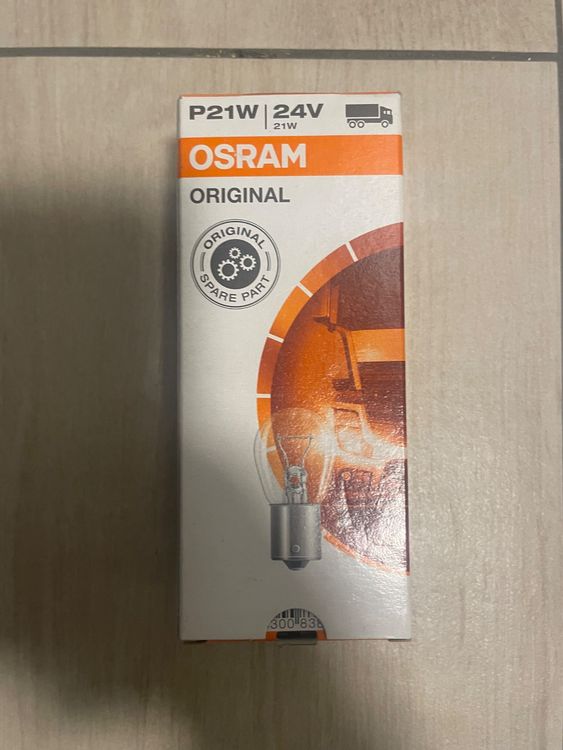 P21W | 24V
21W
OSRAM
ORIGINAL
ORIGINAL
SPARE PART